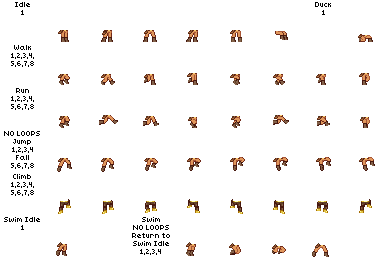 Idle
1
Duck
1
Walk
1,2,3,4,
5,6,7,8
Run
1,2,3,4,
5,6,7,8
NO LOOPS
Jump
1,2,3,4
Fall
5,6,7,8
Climb
1,2,3,4,
5,6,7,8
Swim Idle
1
Swim
NO LOOPS
Return to
Swim Idle
1,2,3,4